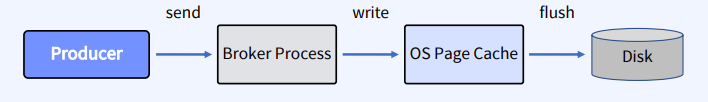 send
write
flush
Producer
Broker Process
OS Page Cache
Disk